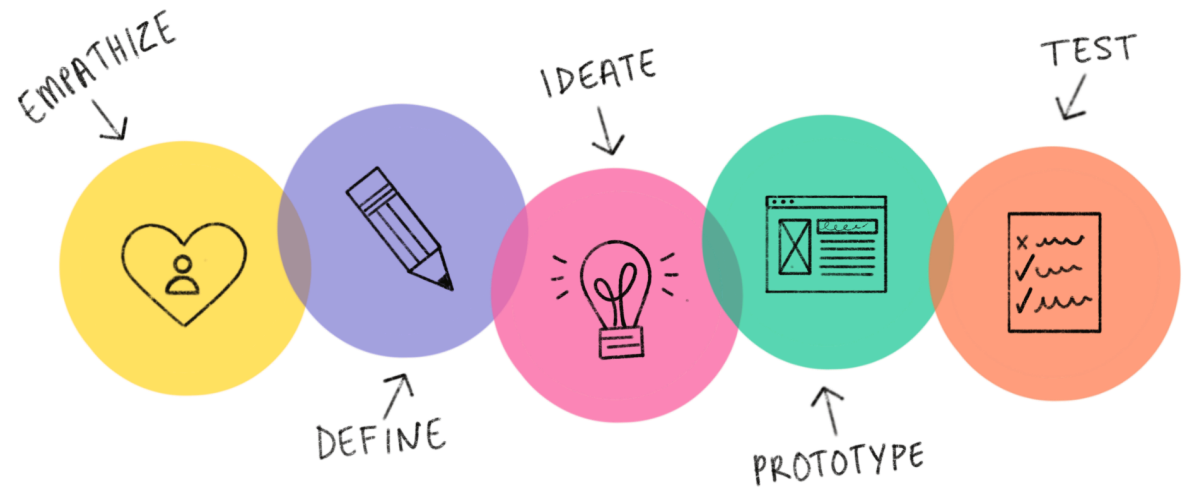 EMPATHIZE
DEFINE
IDEATE
PROTOTYPE
TEST